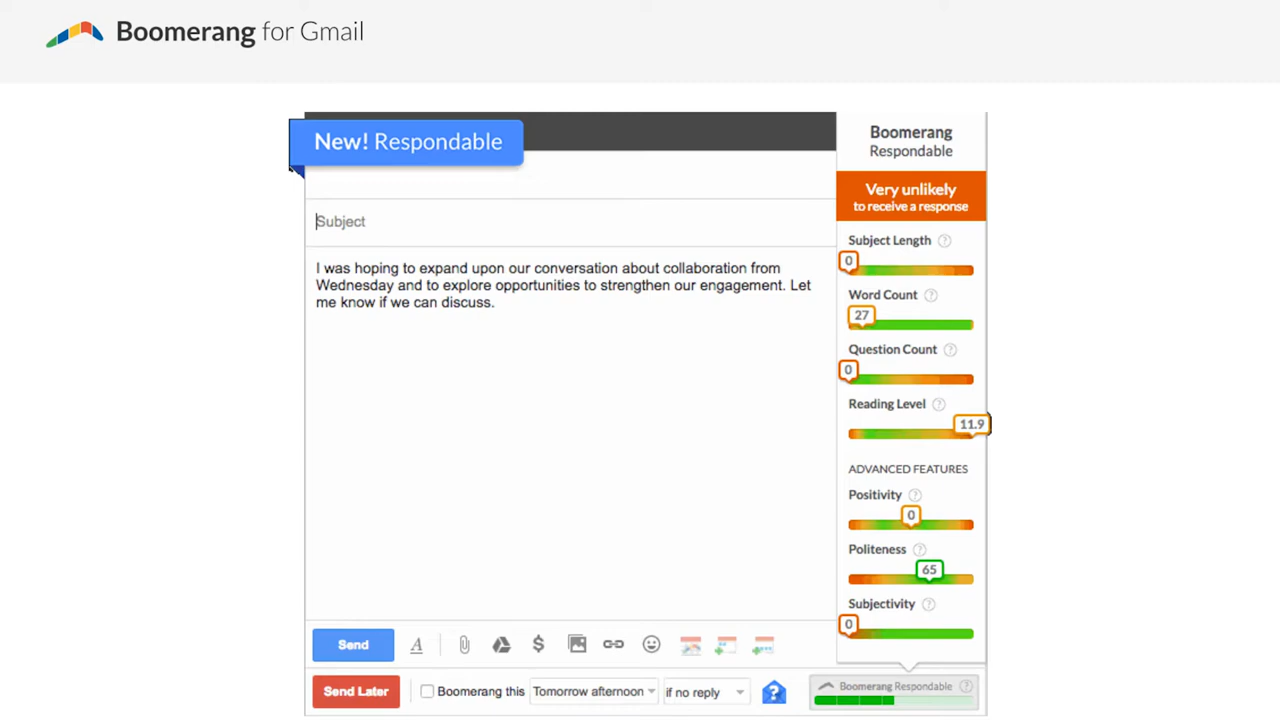 Boomerang for Gmail
New! Respondable
Subject
I was hoping to expand upon our conversation about collaboration from
Wednesday and to explore opportunities to strengthen our engagement. Let
me know if we can discuss.
Boomerang
Respondable
Very unlikely
to receive a response
Subject Length ?
0
Word Count ?
27
Question Count ?
0
Reading Level ?
11.9
ADVANCED FEATURES
Positivity ?
0
Politeness ?
65
Subjectivity ?
0
Send A $
Send Later Boomerang this Tomorrow afternoon if no reply ?
Boomerang Respondable ?